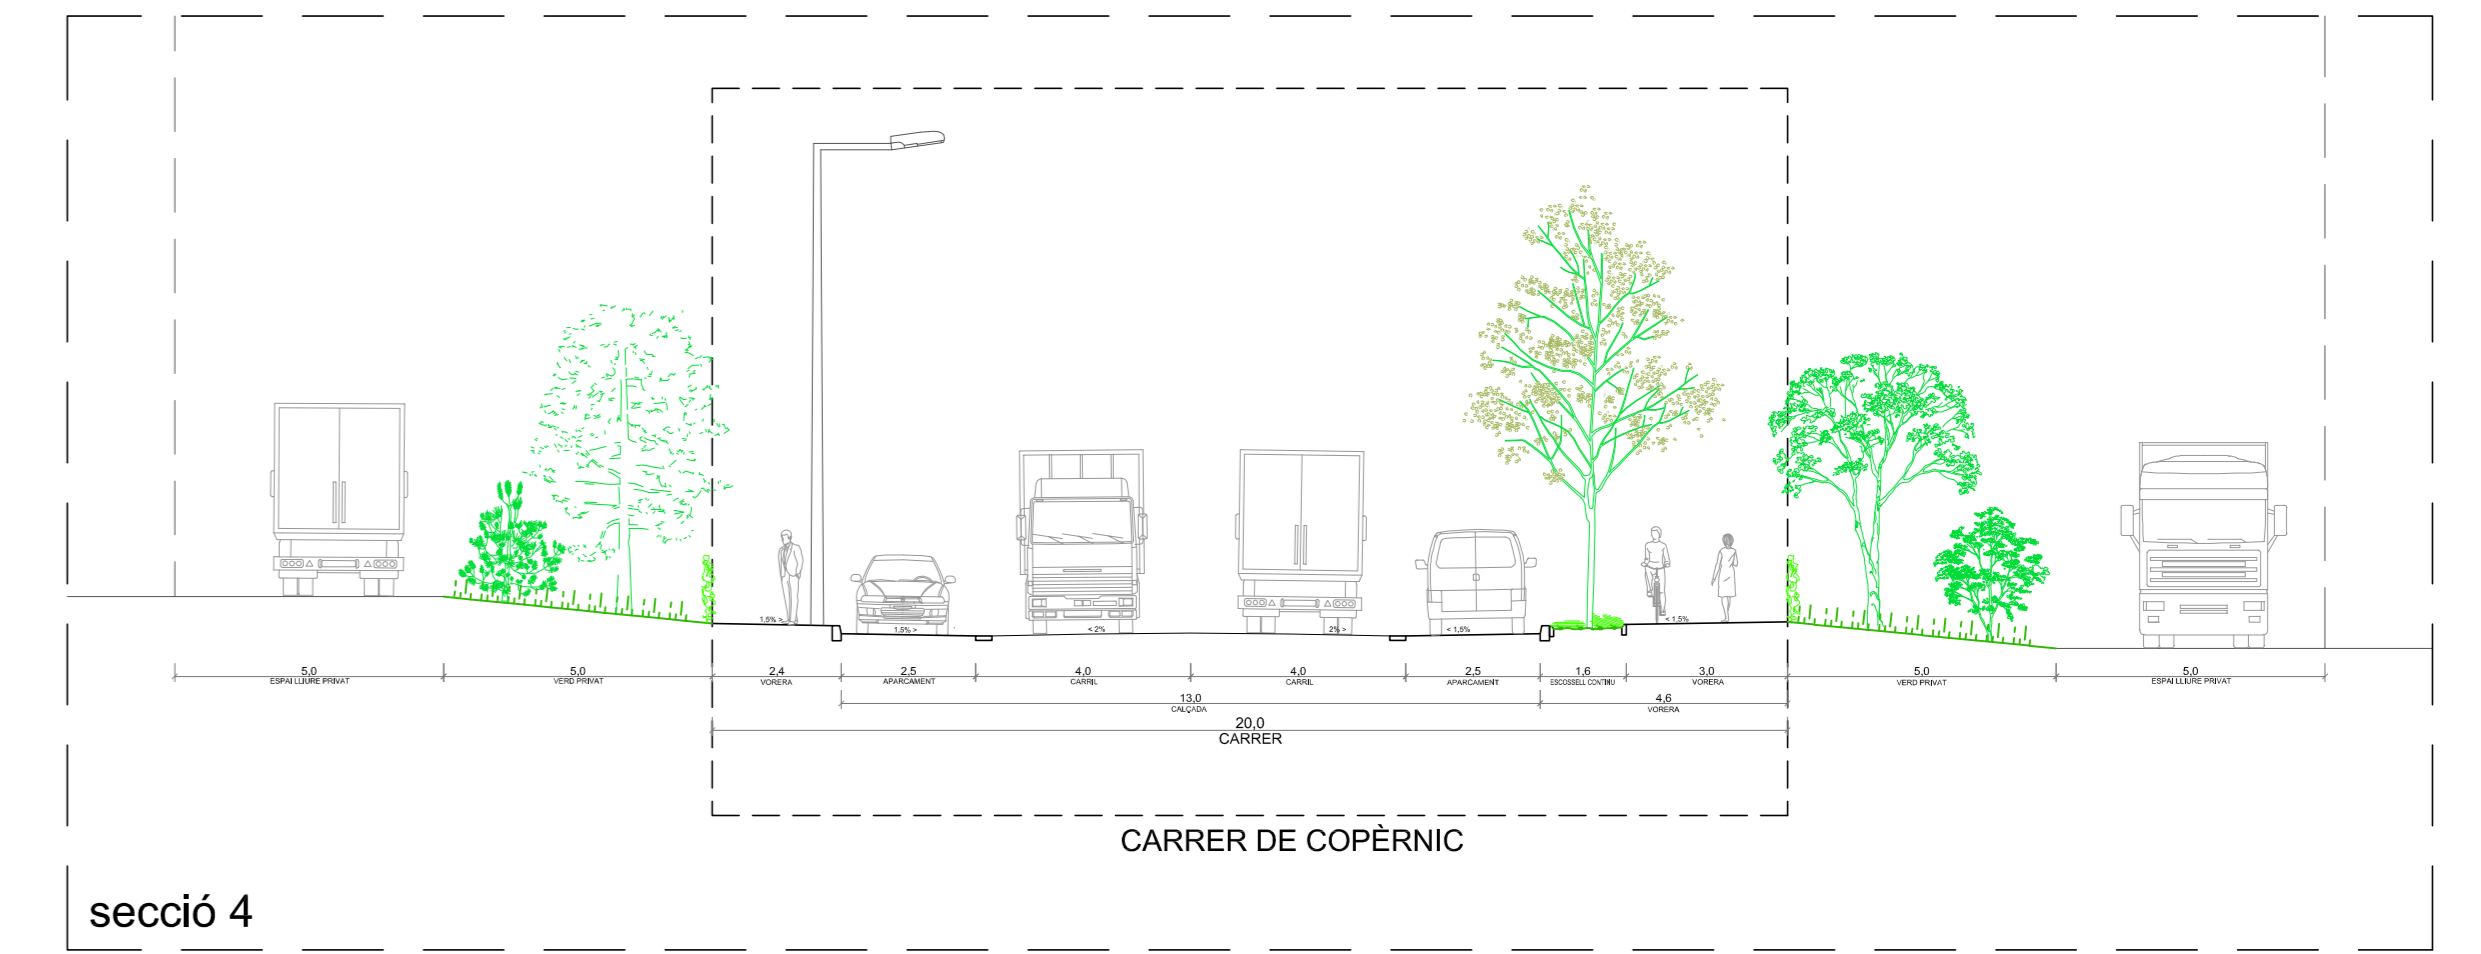 1,5% >
1,5% >
< 2%
2% >
< 1,5%
< 1,5%
5,0
ESPAI LLIURE PRIVAT
5,0
VERD PRIVAT
2,4
VORERA
2,5
APARCAMENT
4,0
CARRIL
4,0
CARRIL
2,5
APARCAMENT
1,6
ESCOSSELL CONTINU
3,0
VORERA
5,0
VERD PRIVAT
5,0
ESPAI LLIURE PRIVAT
13,0
CALÇADA
4,6
VORERA
20,0
CARRER
CARRER DE COPÈRNIC
secció 4